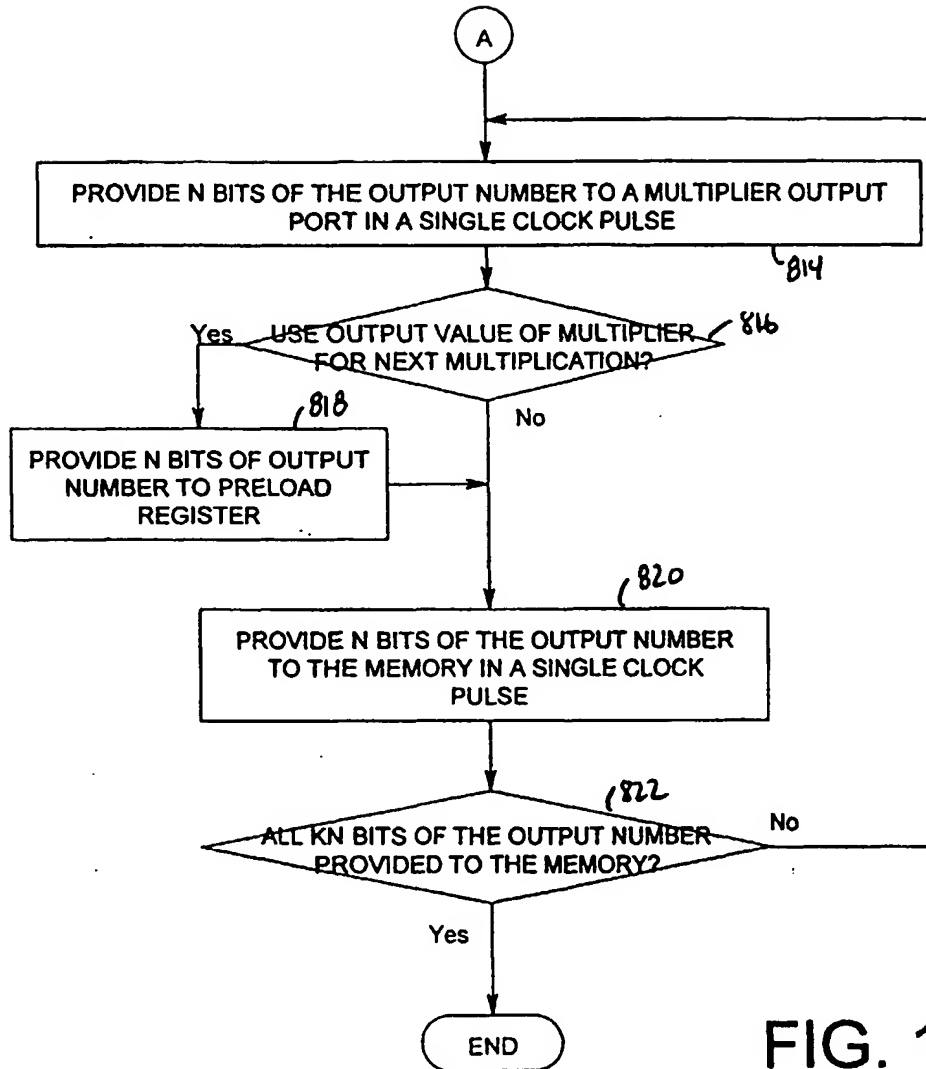 A
PROVIDE N BITS OF THE OUTPUT NUMBER TO A MULTIPLIER OUTPUT
PORT IN A SINGLE CLOCK PULSE
814
USE OUTPUT VALUE OF MULTIPLIER
FOR NEXT MULTIPLICATION?
816
Yes
No
818
PROVIDE N BITS OF OUTPUT
NUMBER TO PRELOAD
REGISTER
820
PROVIDE N BITS OF THE OUTPUT NUMBER
TO THE MEMORY IN A SINGLE CLOCK
PULSE
822
ALL KN BITS OF THE OUTPUT NUMBER
PROVIDED TO THE MEMORY?
No
Yes
END
FIG. 1